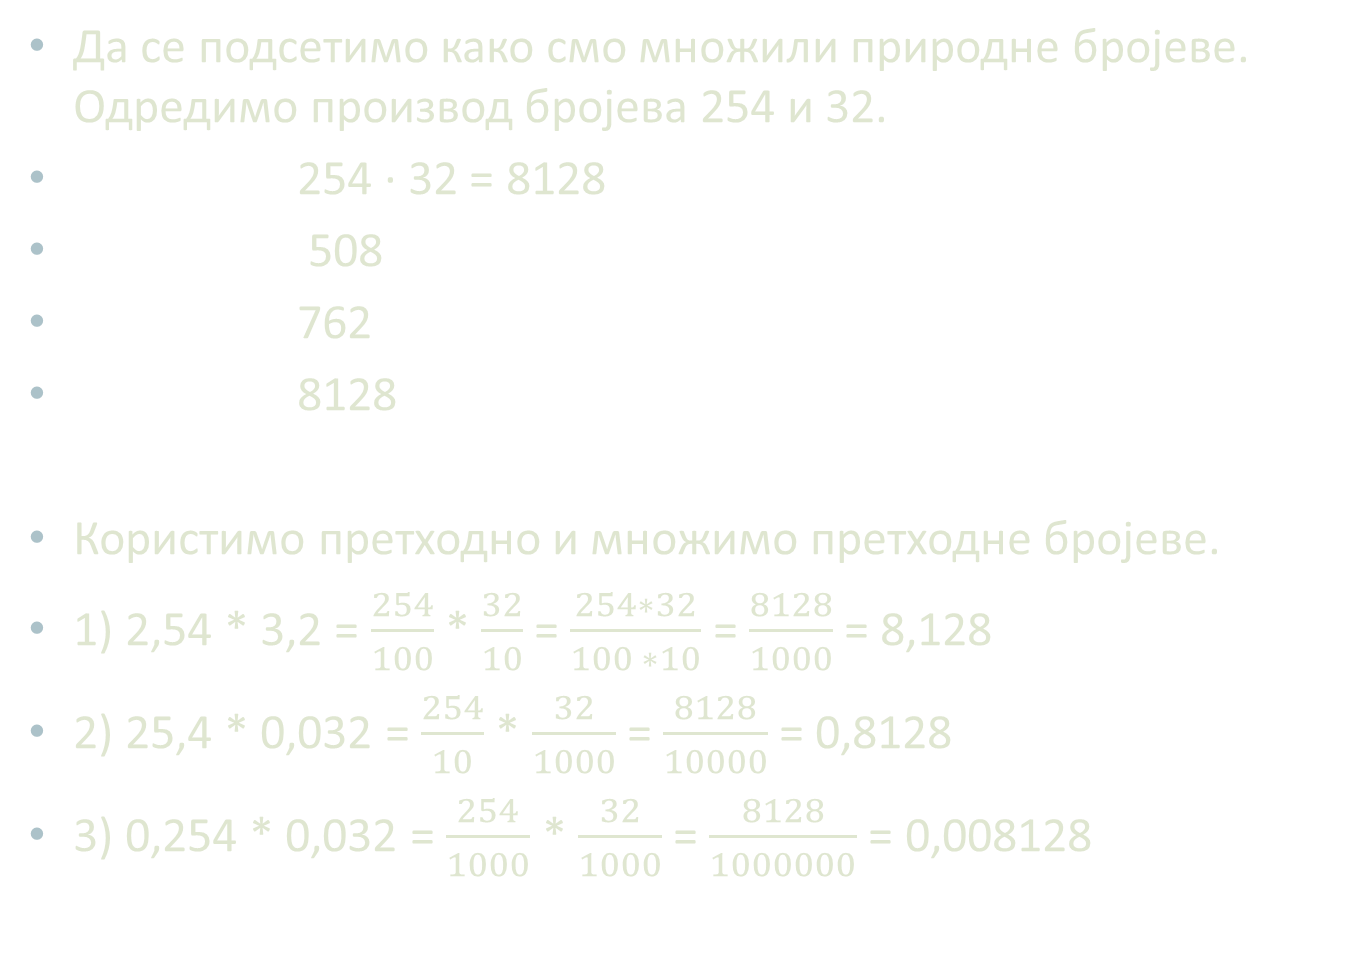 • Да се подсетимо како смо множили природне бројеве.
Одредимо производ бројева 254 и 32.
• 254 · 32 = 8128
• 508
• 762
• 8128
• Користимо претходно и множимо претходне бројеве.
• 1) 2,54 * 3,2 = 254/100 * 32/10 = 254*32/100 *10 = 8128/1000 = 8,128
• 2) 25,4 * 0,032 = 254/10 * 32/1000 = 8128/10000 = 0,8128
• 3) 0,254 * 0,032 = 254/1000 * 32/1000 = 8128/1000000 = 0,008128